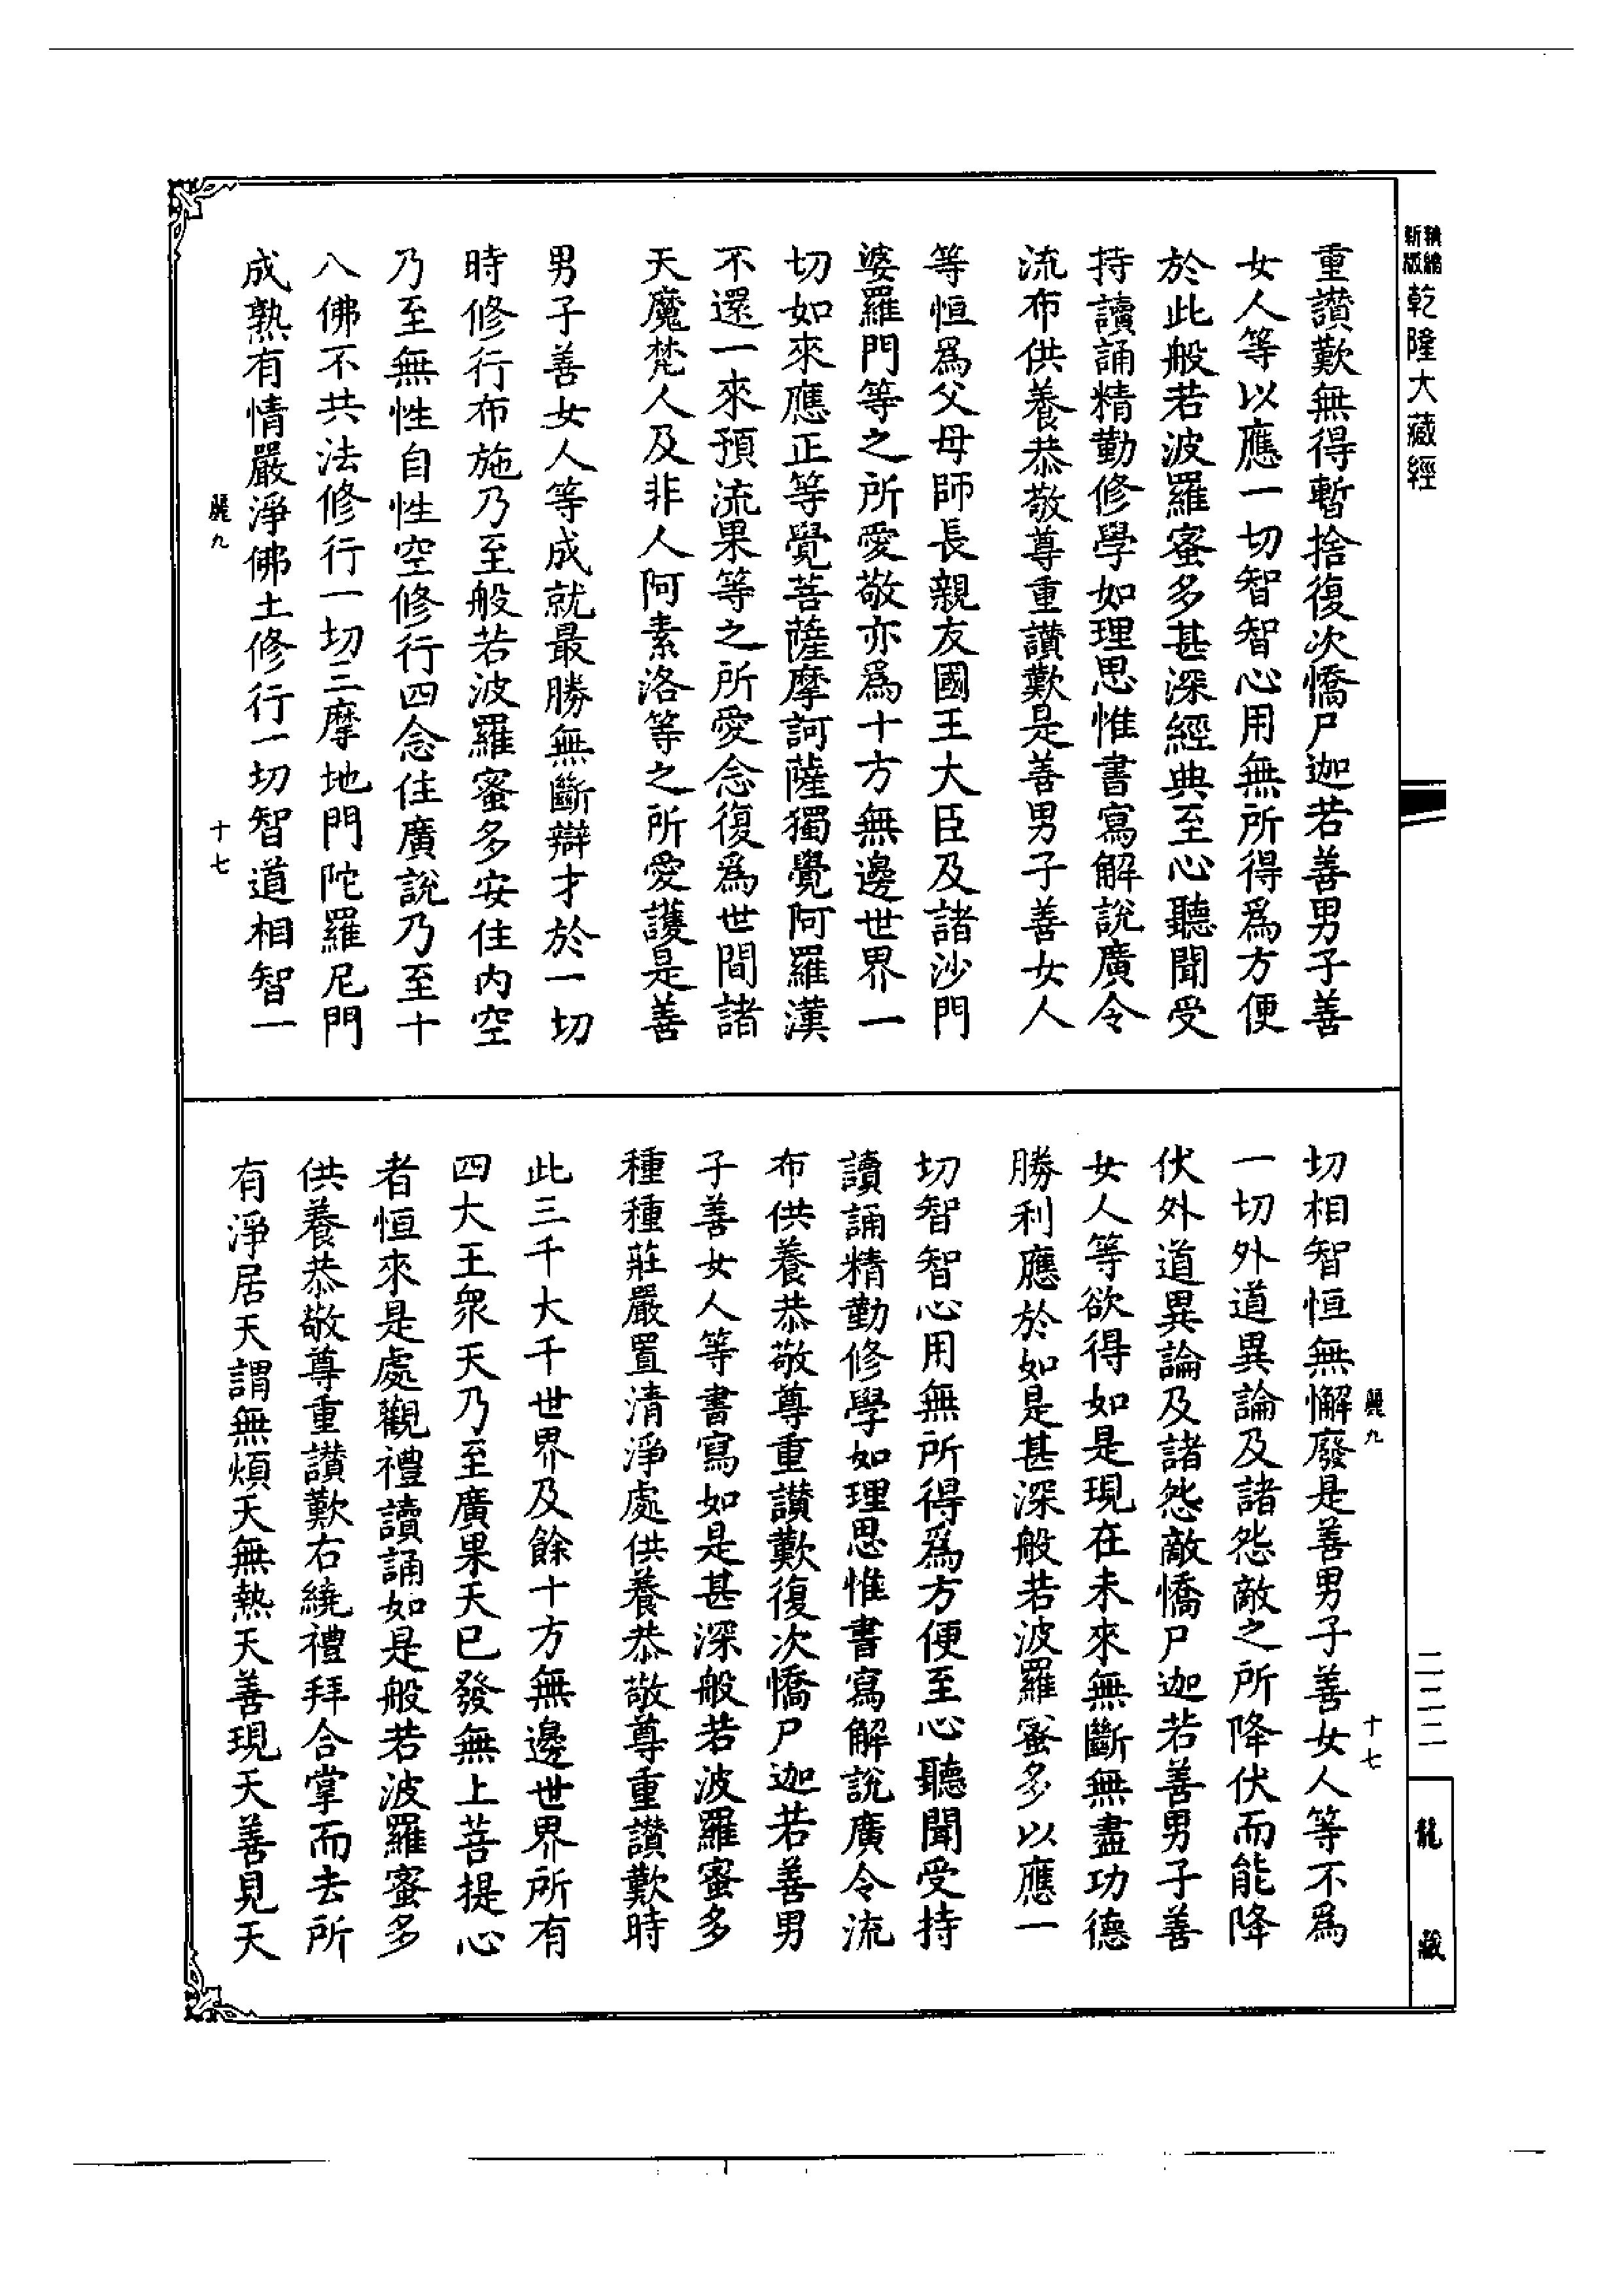 新版精縮乾隆大藏經
重讃歎無得暫捨復次憍尸迦若善男子善
女人等以應一切智智心用無所得爲方便
於此般若波羅蜜多甚深經典至心聽聞受
持讀誦精勤修學如理思惟書寫解說廣令
流布供養恭敬尊重讃歎是善男子善女人
等恒爲父母師長親友國王大臣及諸沙門
婆羅門等之所愛敬亦爲十方無邊世界一
切如來應正等覺菩薩摩訶薩獨覺阿羅漢
不還一來預流果等之所愛念復爲世間諸
天魔梵人及非人阿素洛等之所愛護是善
男子善女人等成就最勝無斷辯才於一切
時修行布施乃至般若波羅蜜多安住内空
乃至無性自性空修行四念住廣說乃至十
八佛不共法修行一切三摩地門陀羅尼門
成熟有情嚴淨佛土修行一切智道相智一
麗九 十七
麗九 十七
切相智恒無懈廢是善男子善女人等不爲
一切外道異論及諸怨敵之所降伏而能降
伏外道異論及諸怨敵憍尸迦若善男子善
女人等欲得如是現在未來無斷無盡功德
勝利應於如是甚深般若波羅蜜多以應一
切智智心用無所得爲方便至心聽聞受持
讀誦精勤修學如理思惟書寫解說廣令流
布供養恭敬尊重讃歎復次憍尸迦若善男
子善女人等書寫如是甚深般若波羅蜜多
種種莊嚴置清淨處供養恭敬尊重讃歎時
此三千大千世界及餘十方無邊世界所有
四大王衆天乃至廣果天已發無上菩提心
者恒來是處觀禮讀誦如是般若波羅蜜多
供養恭敬尊重讃歎右繞禮拜合掌而去所
有淨居天謂無煩天無熱天善現天善見天
二二二
龍藏